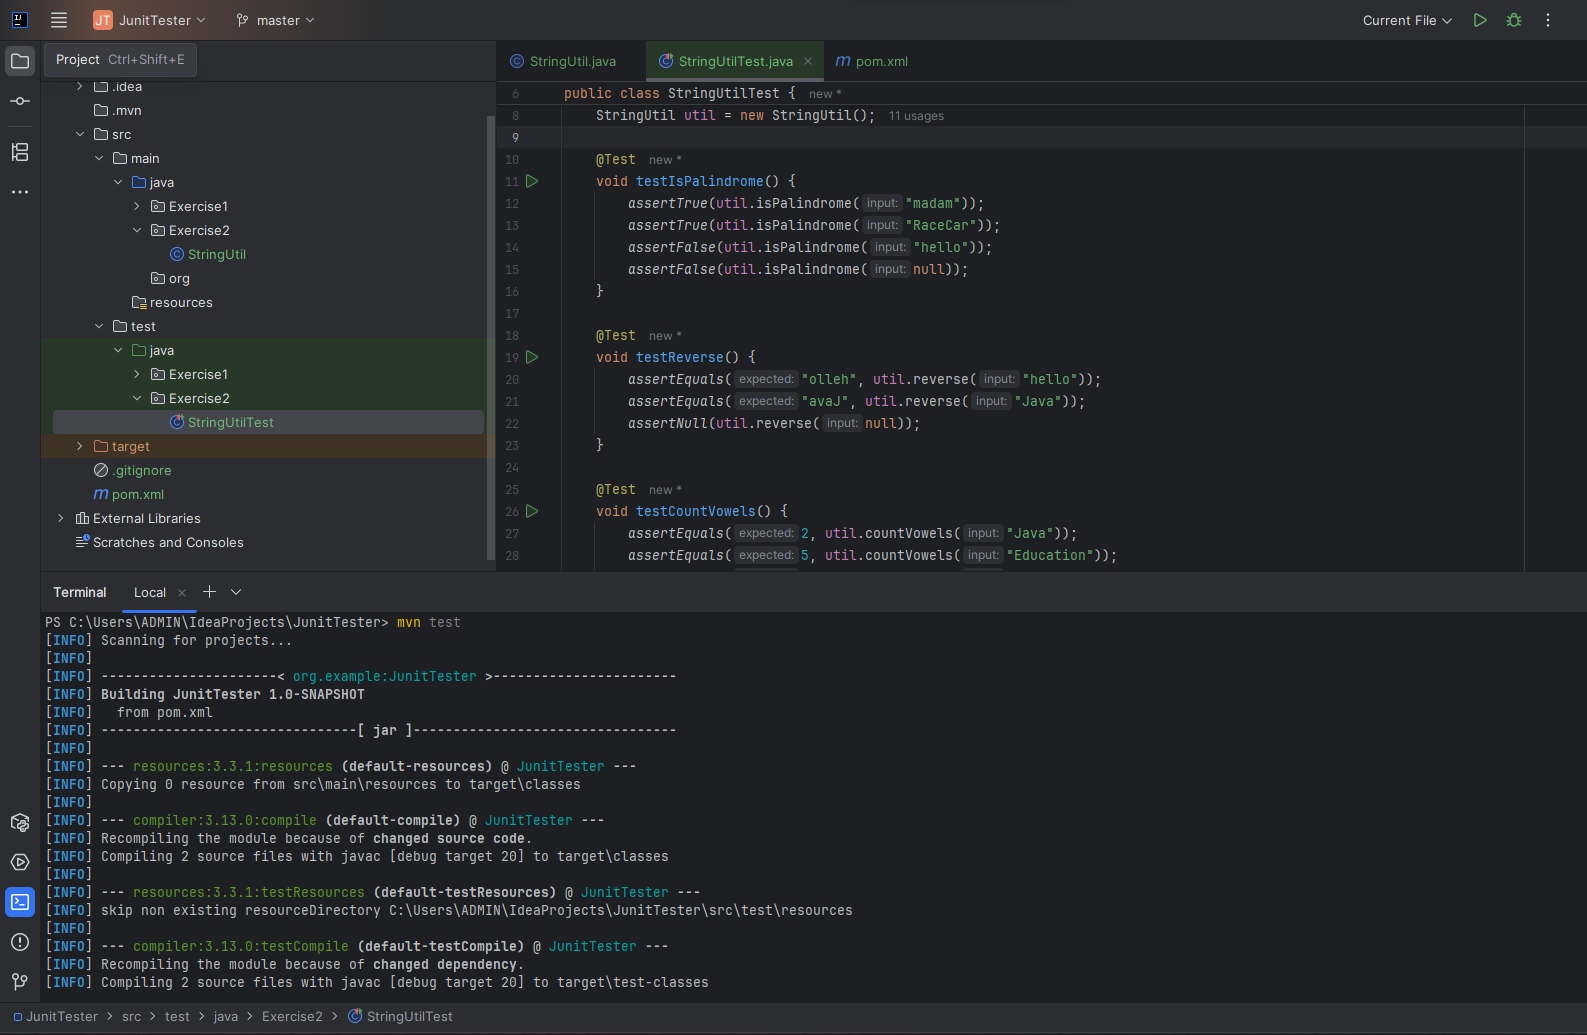 JT JunitTester master Current File
Project Ctrl+Shift+E
.idea
.mvn
src
main
java
Exercise1
Exercise2
StringUtil
org
resources
test
java
Exercise1
Exercise2
StringUtilTest
target
.gitignore
m pom.xml
External Libraries
Scratches and Consoles
StringUtil.java StringUtilTest.java m pom.xml
6 public class StringUtilTest { new *
8 StringUtil util = new StringUtil(); 11 usages
9
10 @Test new *
11 void testIsPalindrome() {
12 assertTrue(util.isPalindrome( input: "madam"));
13 assertTrue(util.isPalindrome( input: "RaceCar"));
14 assertFalse(util.isPalindrome( input: "hello"));
15 assertFalse(util.isPalindrome( input: null));
16 }
17
18 @Test new *
19 void testReverse() {
20 assertEquals( expected: "olleh", util.reverse( input: "hello"));
21 assertEquals( expected: "avaJ", util.reverse( input: "Java"));
22 assertNull(util.reverse( input: null));
23 }
24
25 @Test new *
26 void testCountVowels() {
27 assertEquals( expected: 2, util.countVowels( input: "Java"));
28 assertEquals( expected: 5, util.countVowels( input: "Education"));
Terminal Local
PS C:\Users\ADMIN\IdeaProjects\JunitTester> mvn test
[INFO] Scanning for projects...
[INFO]
[INFO] ----------------------< org.example:JunitTester >-----------------------
[INFO] Building JunitTester 1.0-SNAPSHOT
[INFO]   from pom.xml
[INFO] --------------------------------[ jar ]---------------------------------
[INFO]
[INFO] --- resources:3.3.1:resources (default-resources) @ JunitTester ---
[INFO] Copying 0 resource from src\main\resources to target\classes
[INFO]
[INFO] --- compiler:3.13.0:compile (default-compile) @ JunitTester ---
[INFO] Recompiling the module because of changed source code.
[INFO] Compiling 2 source files with javac [debug target 20] to target\classes
[INFO]
[INFO] --- resources:3.3.1:testResources (default-testResources) @ JunitTester ---
[INFO] skip non existing resourceDirectory C:\Users\ADMIN\IdeaProjects\JunitTester\src\test\resources
[INFO]
[INFO] --- compiler:3.13.0:testCompile (default-testCompile) @ JunitTester ---
[INFO] Recompiling the module because of changed dependency.
[INFO] Compiling 2 source files with javac [debug target 20] to target\test-classes
JunitTester > src > test > java > Exercise2 > StringUtilTest